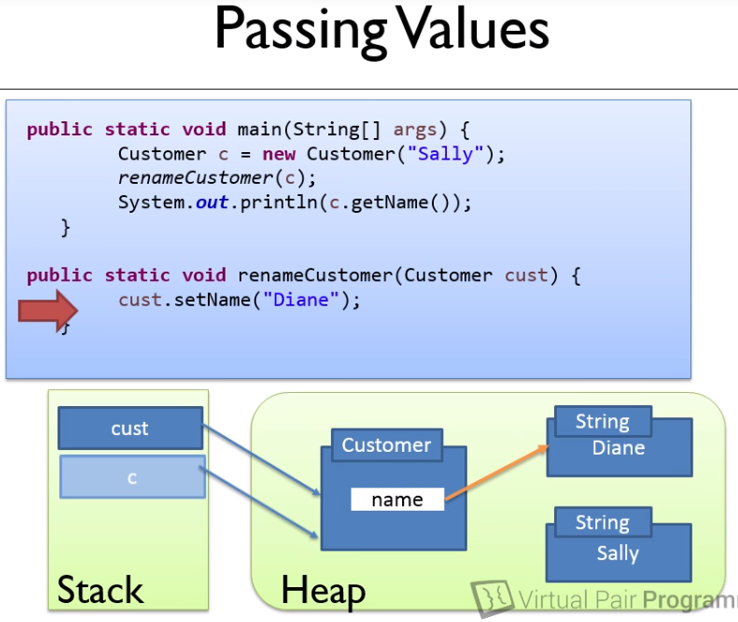 Passing Values
public static void main(String[] args) {
Customer c = new Customer("Sally");
renameCustomer(c);
System.out.println(c.getName());
}
public static void renameCustomer(Customer cust) {
cust.setName("Diane");
}
cust
c
Stack
Customer
name
Heap
String
Diane
String
Sally
Virtual Pair Program